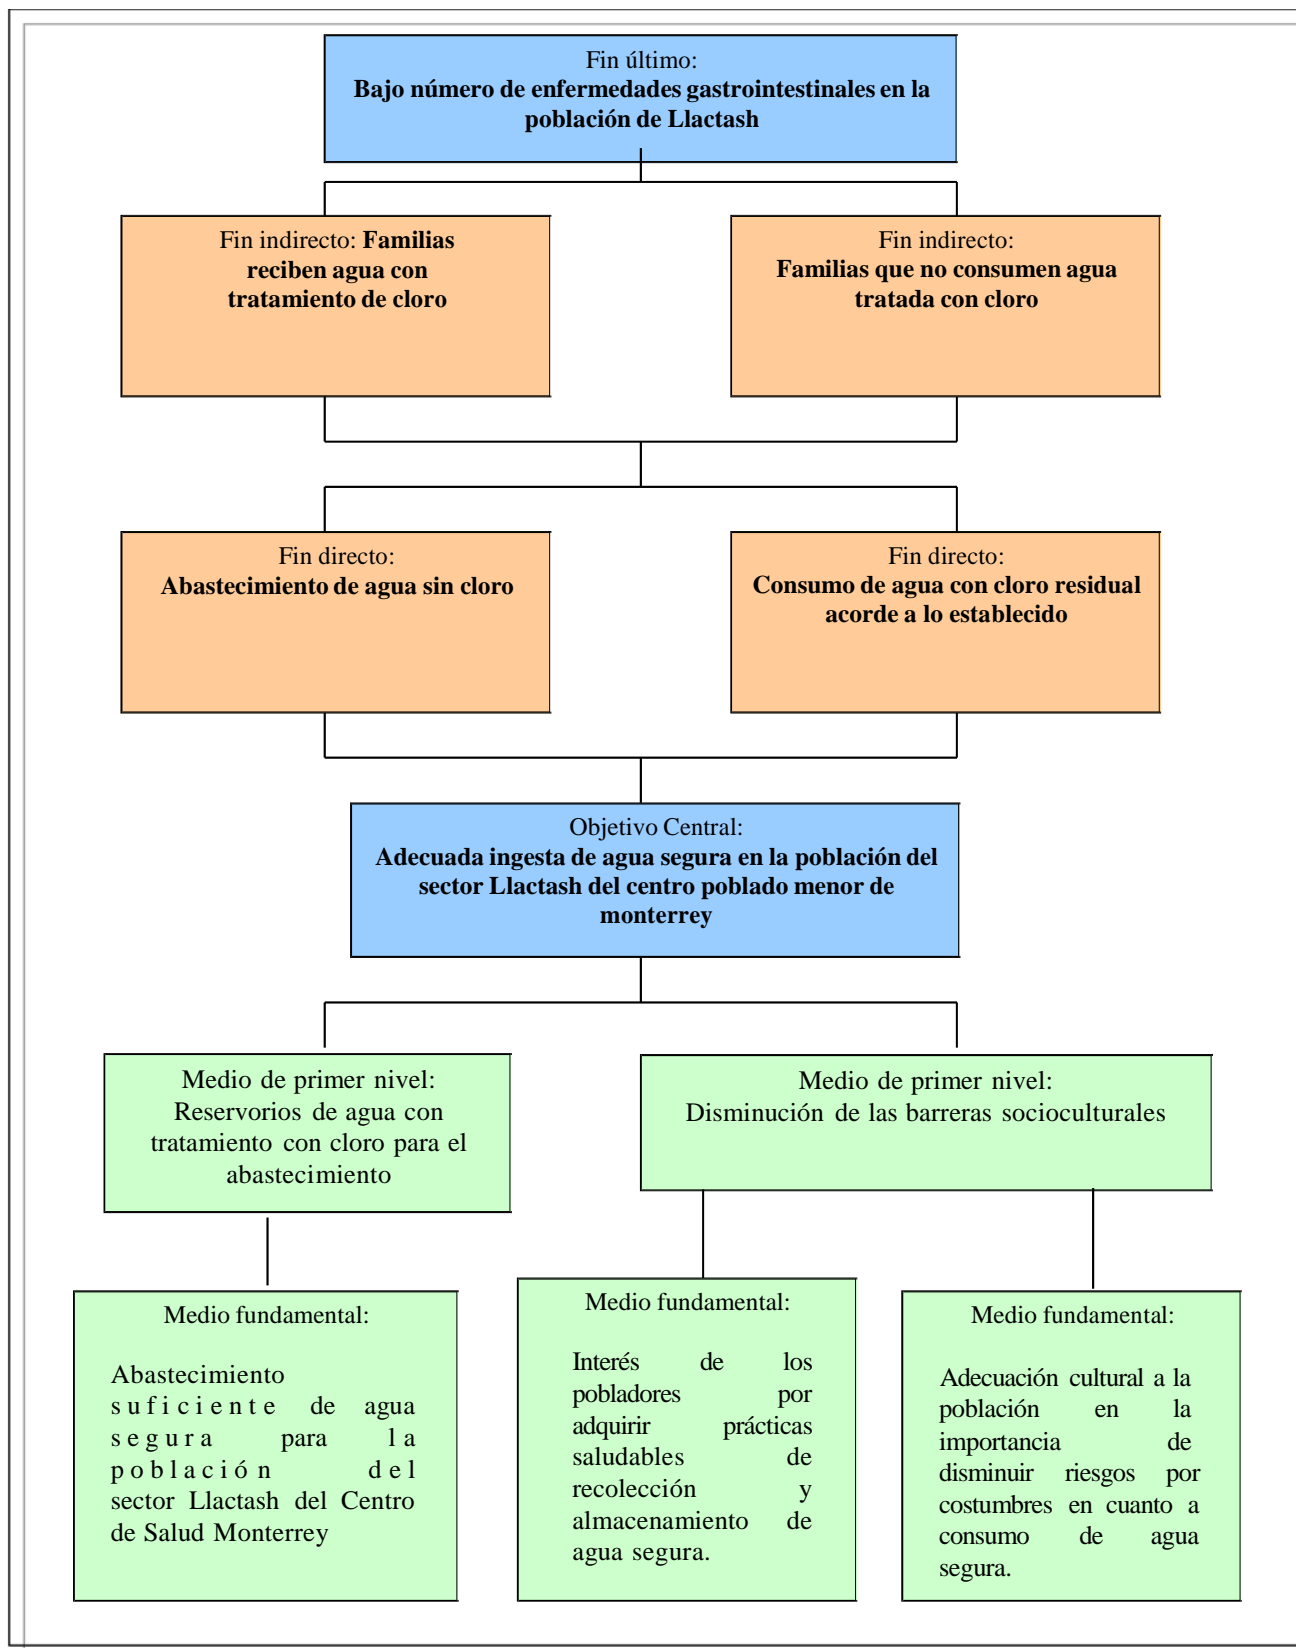 Fin último:
Bajo número de enfermedades gastrointestinales en la
población de Llactash
Fin indirecto: Familias
reciben agua con
tratamiento de cloro
Fin indirecto:
Familias que no consumen agua
tratada con cloro
Fin directo:
Abastecimiento de agua sin cloro
Fin directo:
Consumo de agua con cloro residual
acorde a lo establecido
Objetivo Central:
Adecuada ingesta de agua segura en la población del
sector Llactash del centro poblado menor de
monterrey
Medio de primer nivel:
Reservorios de agua con
tratamiento con cloro para el
abastecimiento
Medio de primer nivel:
Disminución de las barreras socioculturales
Medio fundamental:
Abastecimiento
suficiente de agua
segura para la
población del
sector Llactash del Centro
de Salud Monterrey
Medio fundamental:
Interés de los
pobladores por
adquirir prácticas
saludables de
recolección y
almacenamiento de
agua segura.
Medio fundamental:
Adecuación cultural a la
población en la
importancia de
disminuir riesgos por
costumbres en cuanto a
consumo de agua
segura.